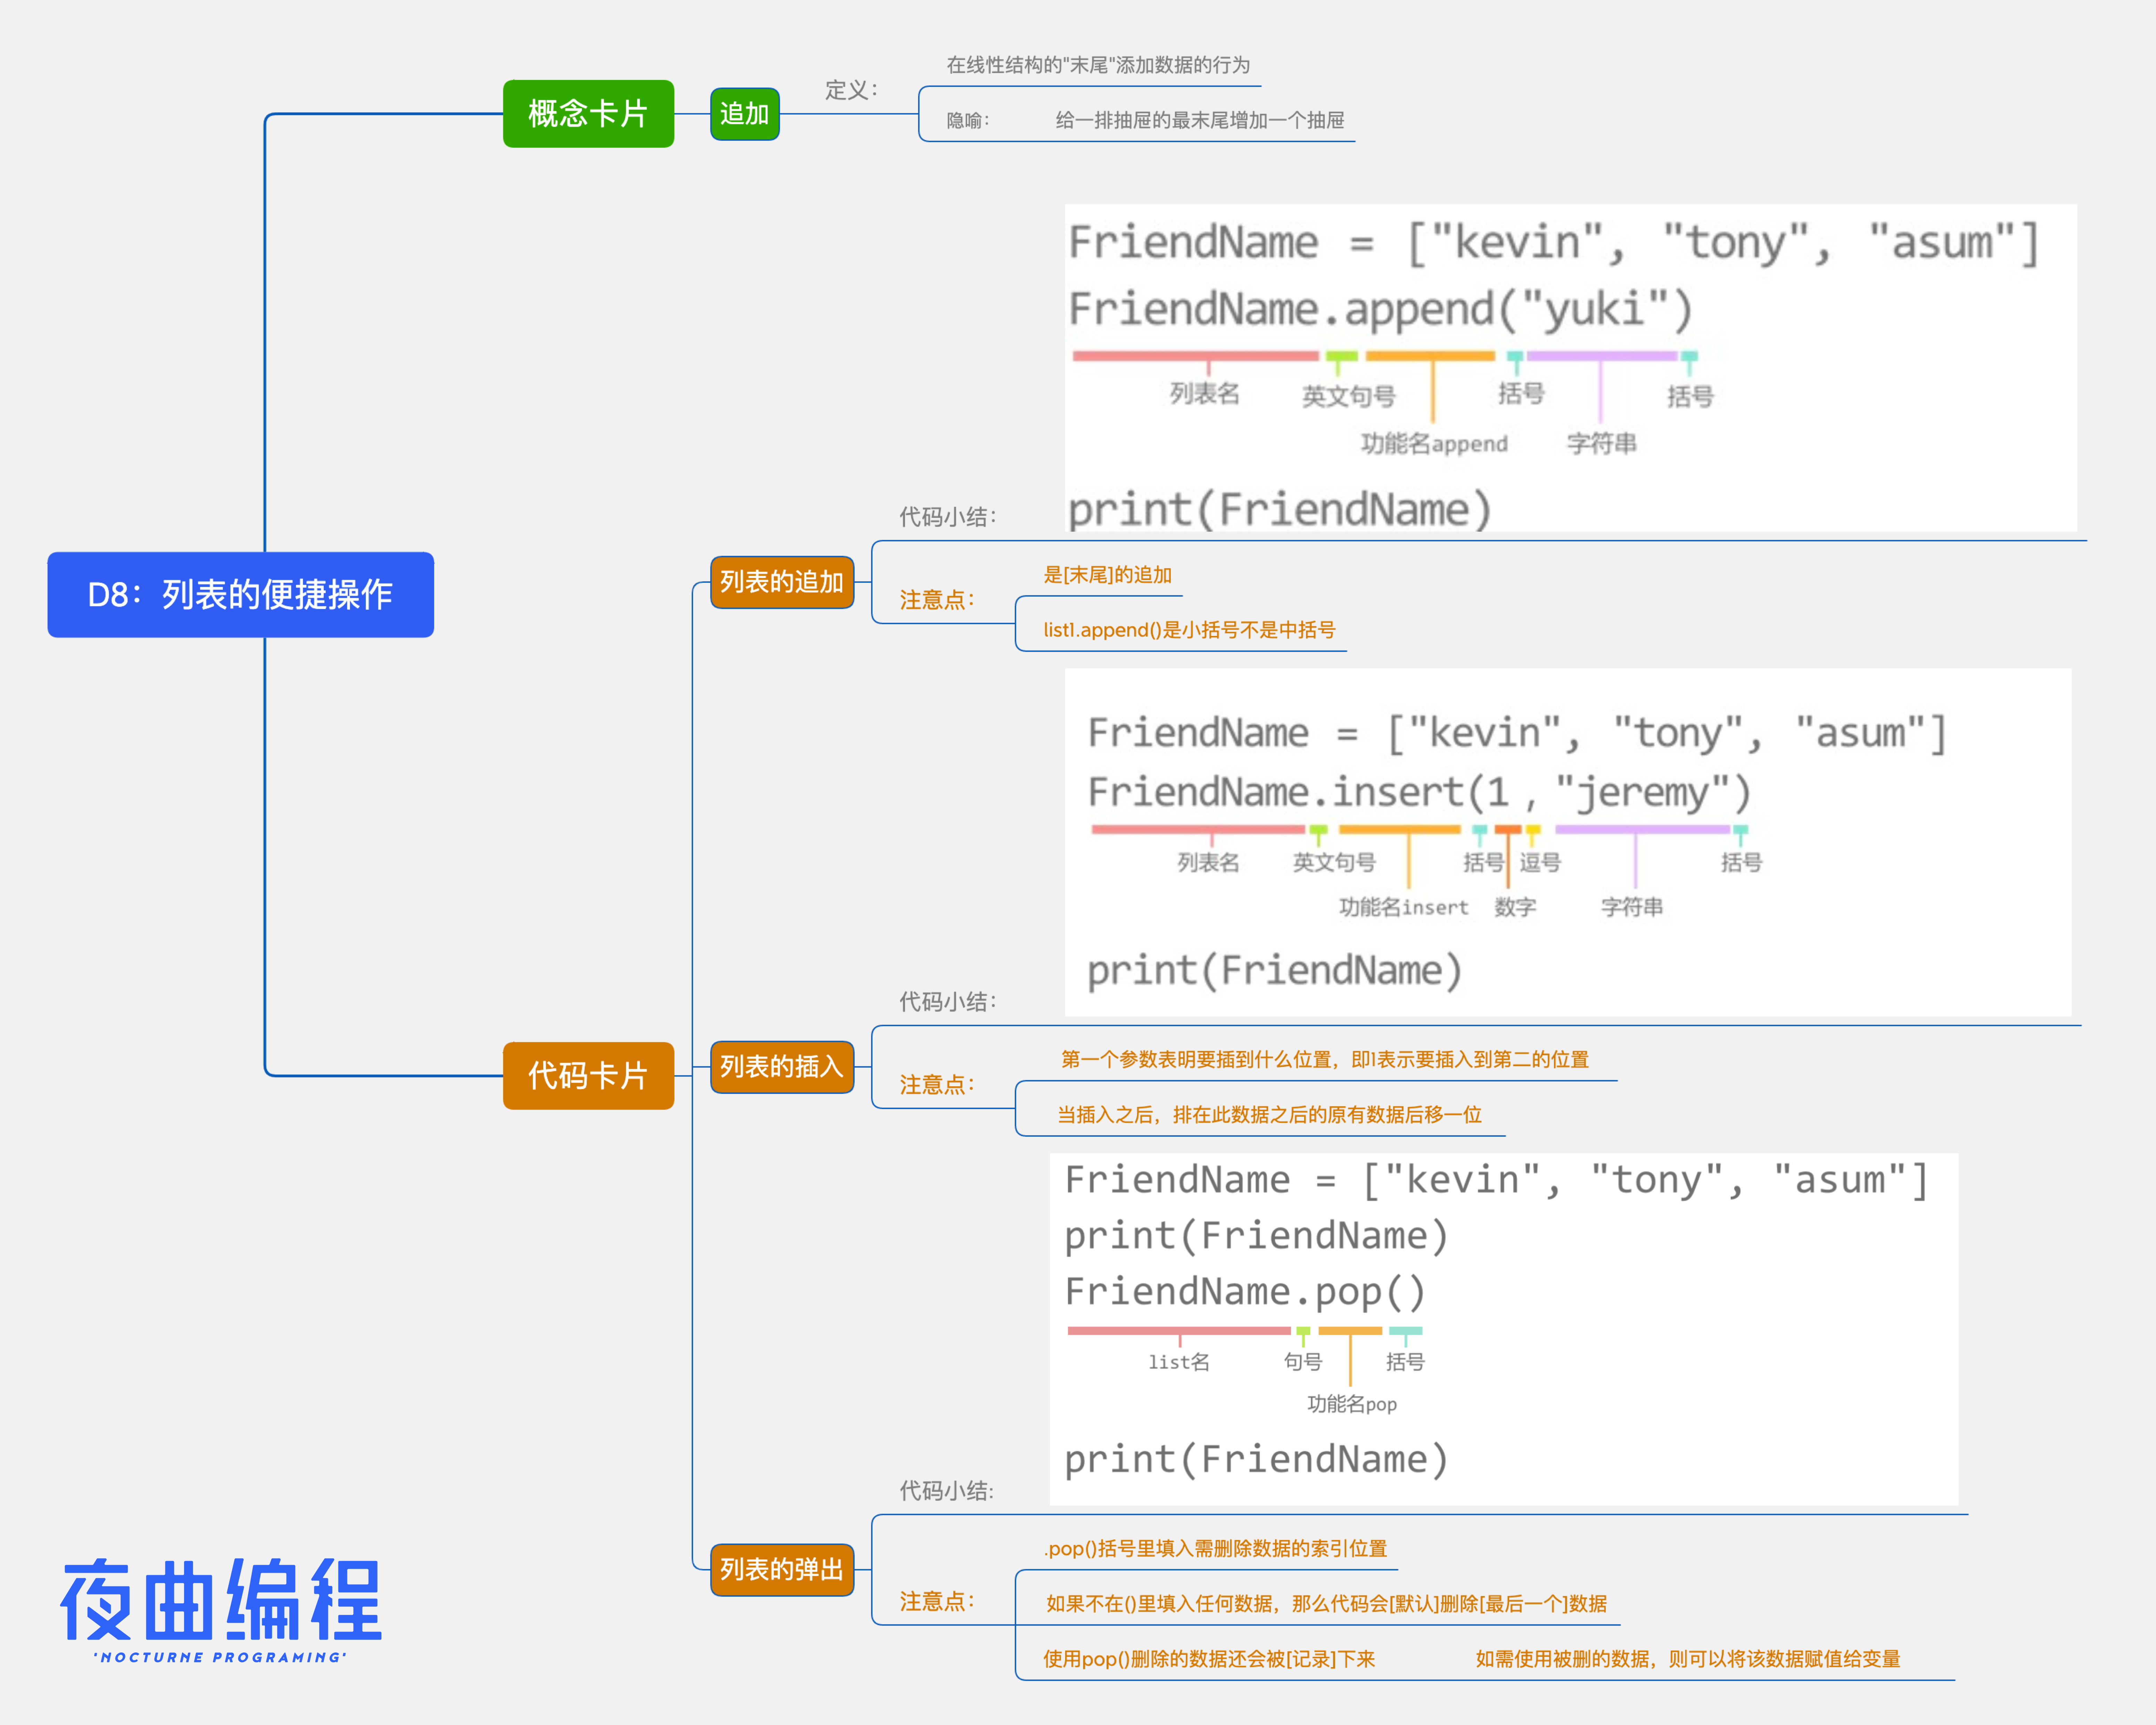 D8：列表的便捷操作
概念卡片
追加
定义：
在线性结构的"末尾"添加数据的行为
隐喻：
给一排抽屉的最末尾增加一个抽屉
代码卡片
列表的追加
代码小结：
FriendName = ["kevin", "tony", "asum"]
FriendName.append("yuki")
列表名 英文句号 括号 括号
功能名append 字符串
print(FriendName)
注意点：
是[末尾]的追加
list1.append()是小括号不是中括号
列表的插入
代码小结：
FriendName = ["kevin", "tony", "asum"]
FriendName.insert(1 , "jeremy")
列表名 英文句号 括号 逗号 括号
功能名insert 数字 字符串
print(FriendName)
注意点：
第一个参数表明要插到什么位置，即1表示要插入到第二的位置
当插入之后，排在此数据之后的原有数据后移一位
列表的弹出
代码小结:
FriendName = ["kevin", "tony", "asum"]
print(FriendName)
FriendName.pop()
list名 句号 括号
功能名pop
print(FriendName)
注意点：
.pop()括号里填入需删除数据的索引位置
如果不在()里填入任何数据，那么代码会[默认]删除[最后一个]数据
使用pop()删除的数据还会被[记录]下来
如需使用被删的数据，则可以将该数据赋值给变量
夜曲编程
'NOCTURNE PROGRAMING'